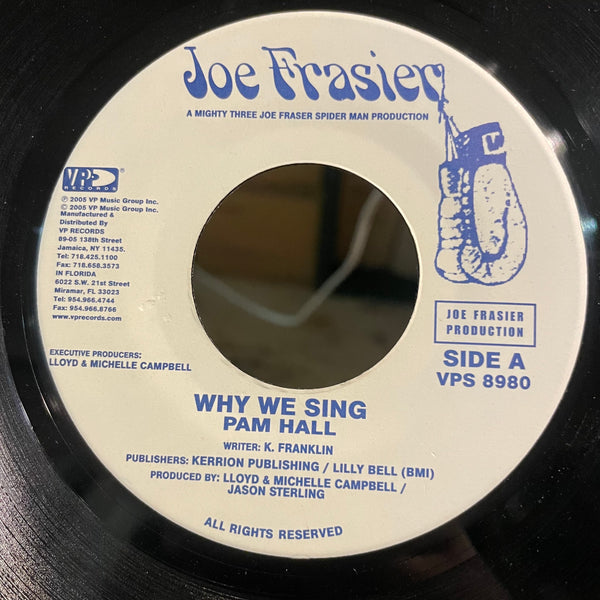 Joe Frasier
A MIGHTY THREE JOE FRASER SPIDER MAN PRODUCTION
VP
RECORDS
℗ 2005 VP Music Group Inc.
© 2005 VP Music Group Inc.
Manufactured &
Distributed By
VP RECORDS
89-05 138th Street
Jamaica, NY 11435.
Tel: 718.425.1100
Fax: 718.658.3573
IN FLORIDA
6022 S.W. 21st Street
Miramar, FL 33023
Tel: 954.966.4744
Fax: 954.966.8766
www.vprecords.com
JOE FRASIER
PRODUCTION
SIDE A
VPS 8980
EXECUTIVE PRODUCERS:
LLOYD & MICHELLE CAMPBELL
WHY WE SING
PAM HALL
WRITER: K. FRANKLIN
PUBLISHERS: KERRION PUBLISHING / LILLY BELL (BMI)
PRODUCED BY: LLOYD & MICHELLE CAMPBELL /
JASON STERLING
ALL RIGHTS RESERVED